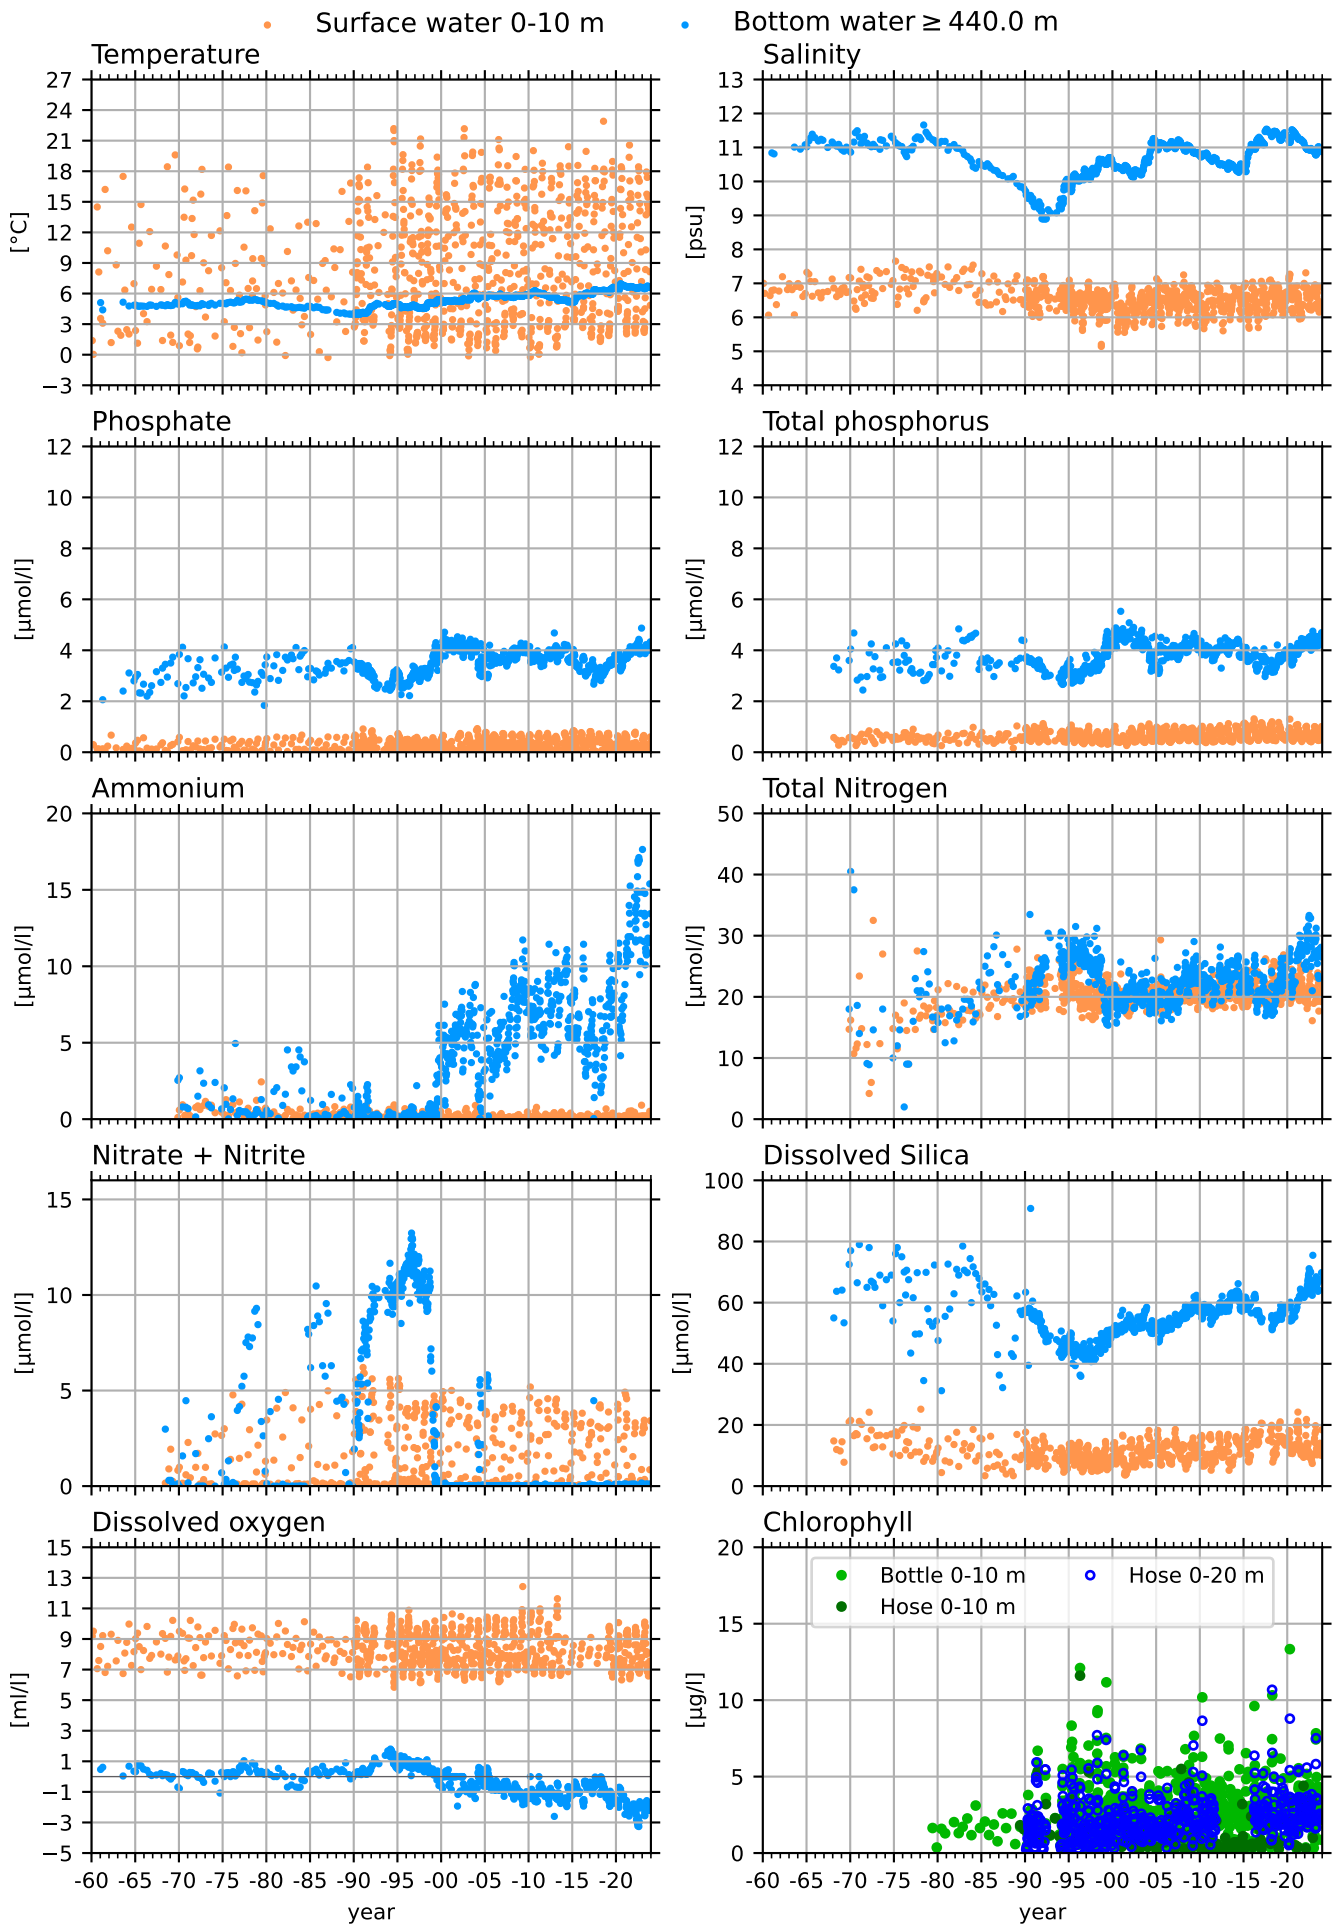 Surface water 0-10 m
Bottom water ≥ 440.0 m
Temperature
27
24
21
18
15
12
9
6
3
0
−3
[°C]
Salinity
13
12
11
10
9
8
7
6
5
4
[psu]
Phosphate
12
10
8
6
4
2
0
[µmol/l]
Total phosphorus
12
10
8
6
4
2
0
[µmol/l]
Ammonium
20
15
10
5
0
[µmol/l]
Total Nitrogen
50
40
30
20
10
0
[µmol/l]
Nitrate + Nitrite
15
10
5
0
[µmol/l]
Dissolved Silica
100
80
60
40
20
0
[µmol/l]
Dissolved oxygen
15
13
11
9
7
5
3
1
−1
−3
−5
[ml/l]
-60 -65 -70 -75 -80 -85 -90 -95 -00 -05 -10 -15 -20
year
Chlorophyll
Bottle 0-10 m
Hose 0-20 m
Hose 0-10 m
20
15
10
5
0
[µg/l]
-60 -65 -70 -75 -80 -85 -90 -95 -00 -05 -10 -15 -20
year